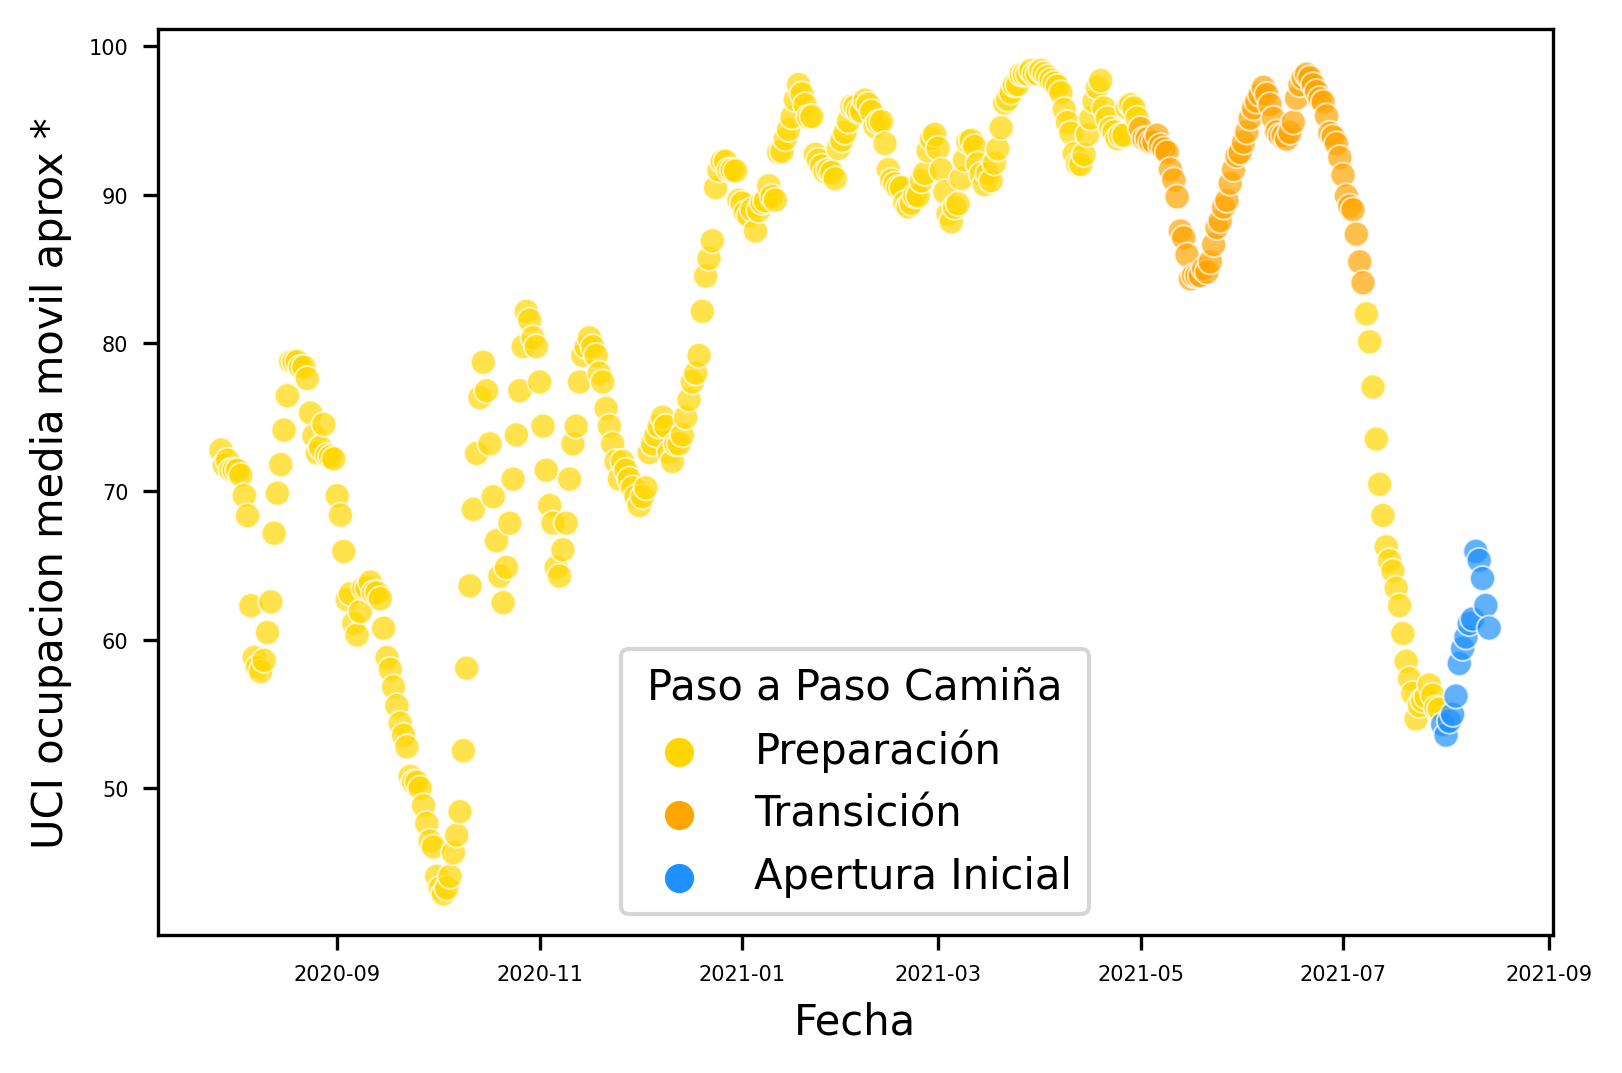 100
90
80
70
60
50
UCI ocupacion media movil aprox *
Paso a Paso Camiña
Preparación
Transición
Apertura Inicial
2020-09 2020-11 2021-01 2021-03 2021-05 2021-07 2021-09
Fecha